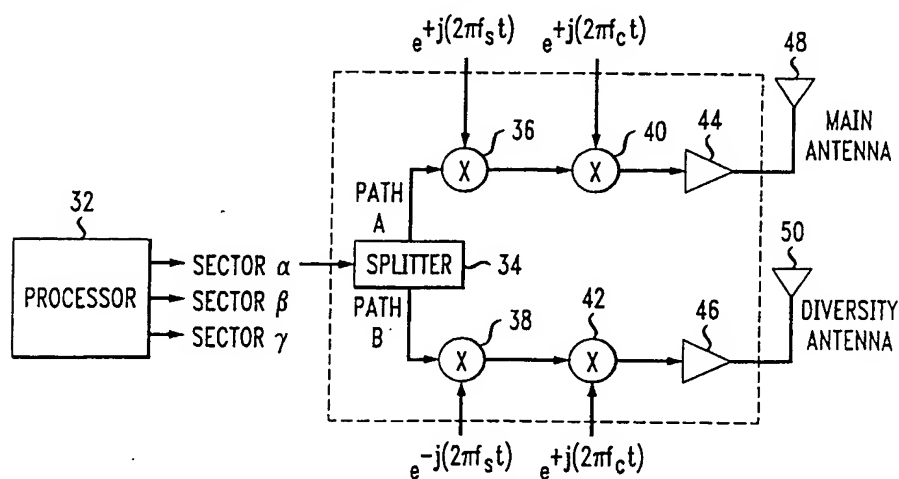 e+j(2πfst)
e+j(2πfct)
48
36
40
44
MAIN
ANTENNA
X
X
PATH
A
32
50
PROCESSOR
SECTOR α
SPLITTER
34
SECTOR β
SECTOR γ
PATH
B
38
42
46
DIVERSITY
ANTENNA
X
X
e-j(2πfst)
e+j(2πfct)